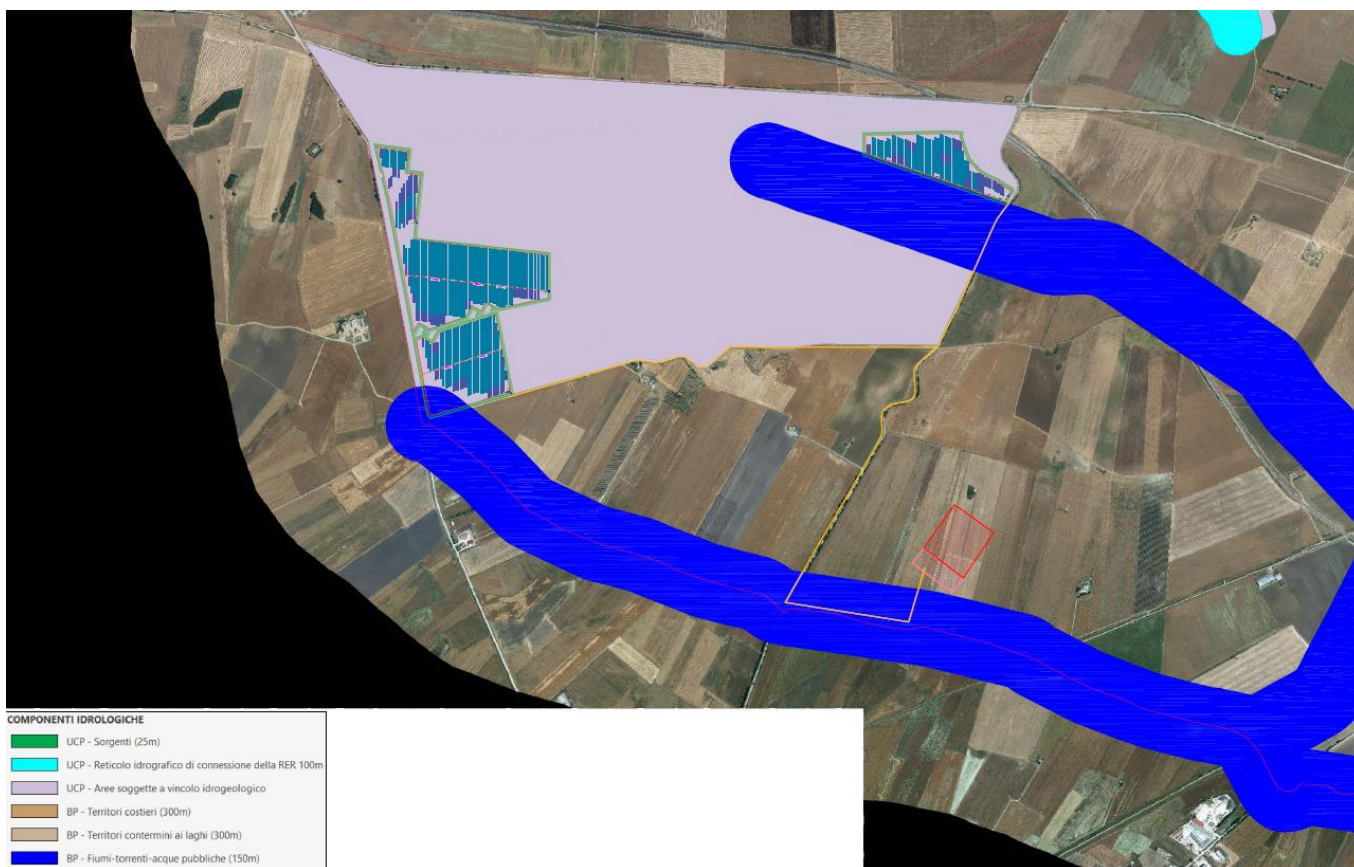 COMPONENTI IDROLOGICHE
UCP - Sorgenti (25m)
UCP - Reticolo idrografico di connessione della RER 100m
UCP - Aree soggette a vincolo idrogeologico
BP - Territori costieri (300m)
BP - Territori contermini ai laghi (300m)
BP - Fiumi-torrenti-acque pubbliche (150m)